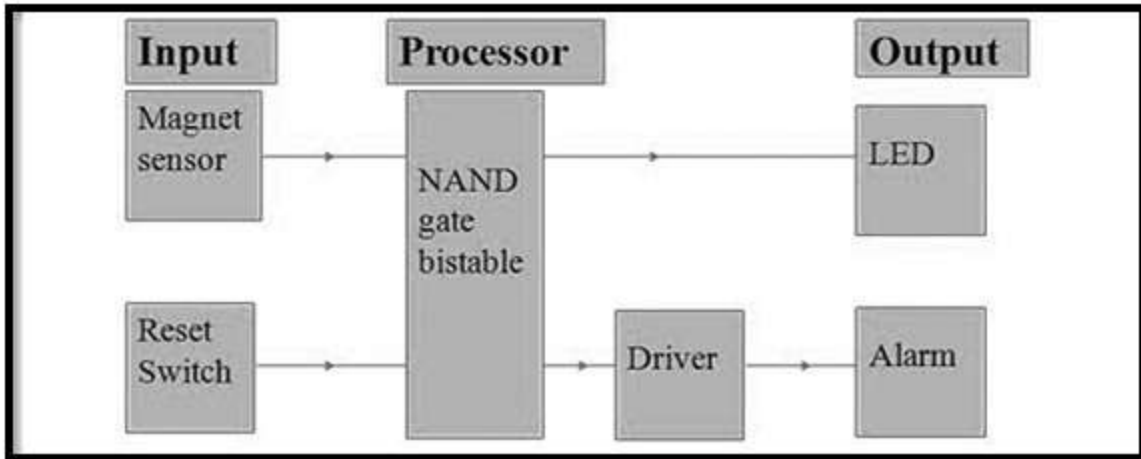 Input
Processor
Output
Magnet
sensor
NAND
gate
bistable
LED
Reset
Switch
Driver
Alarm